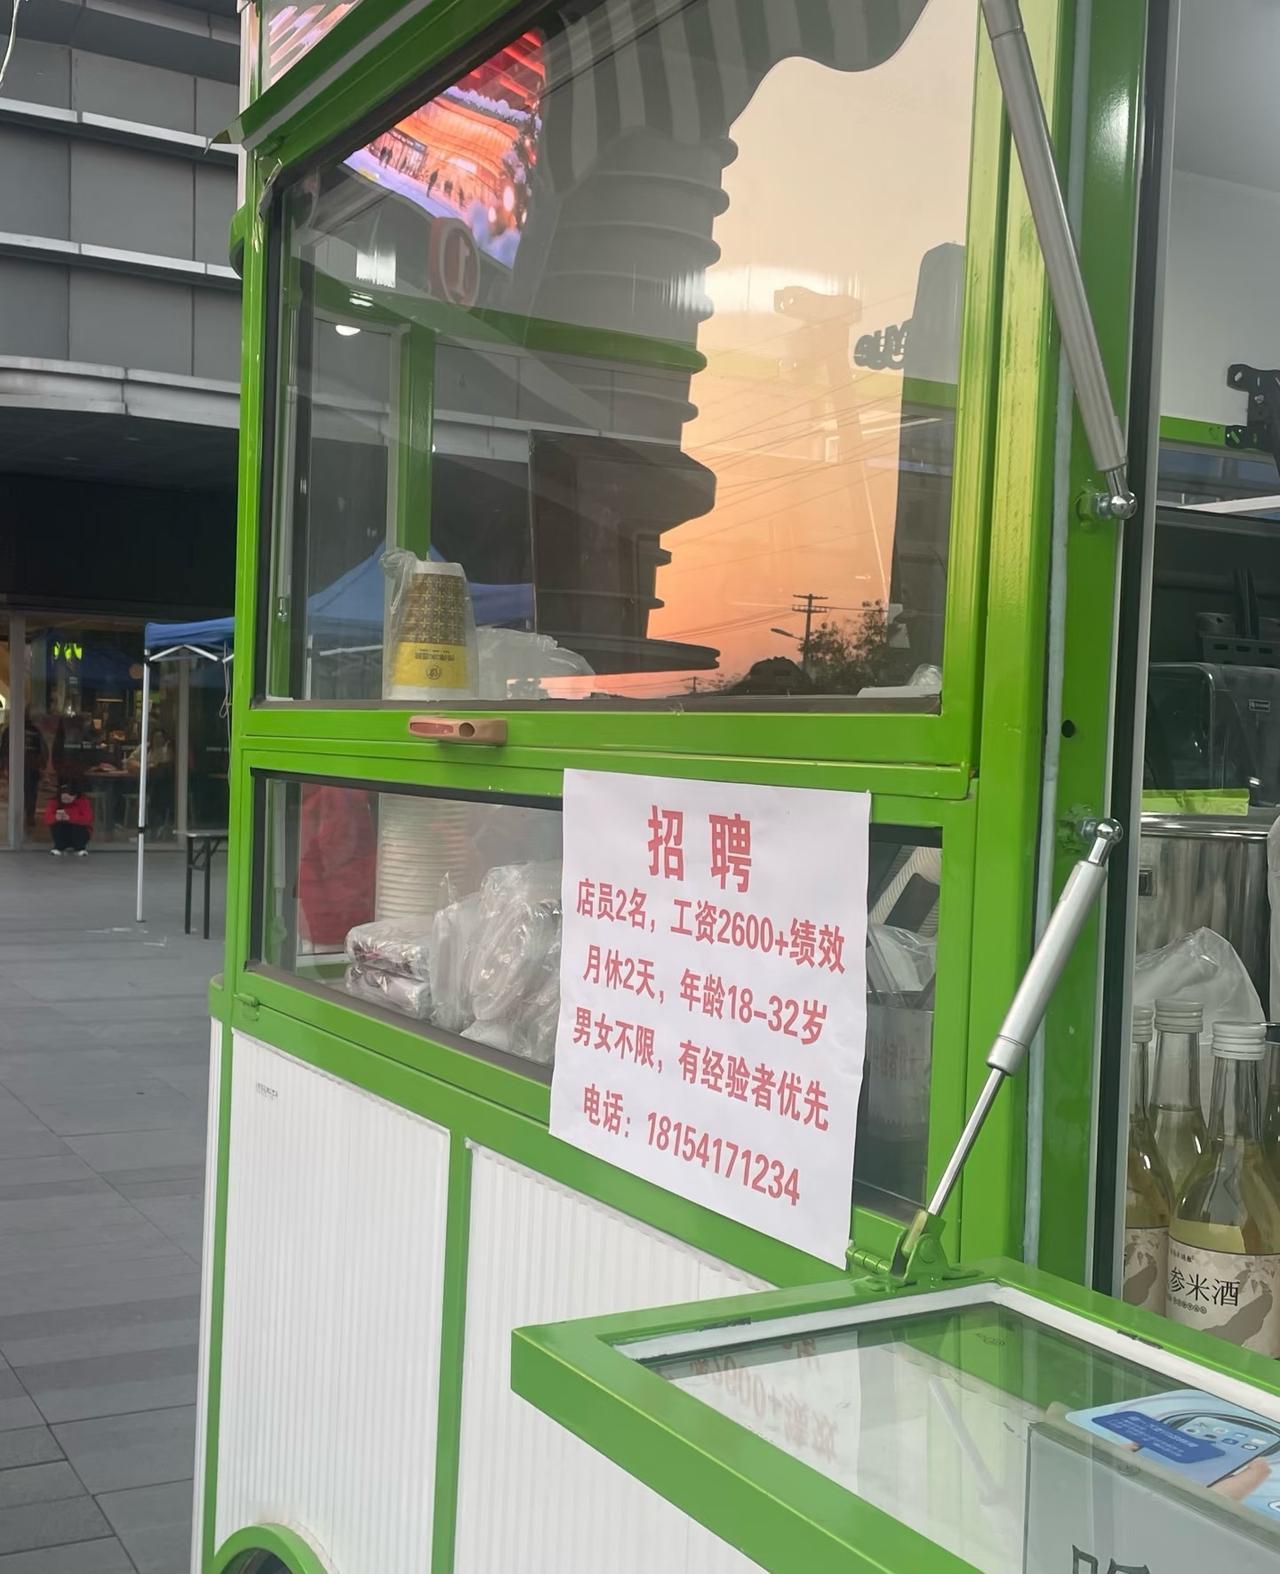 招聘
店员2名，工资2600+绩效
月休2天，年龄18-32岁
男女不限，有经验者优先
电话：18154171234
米酒